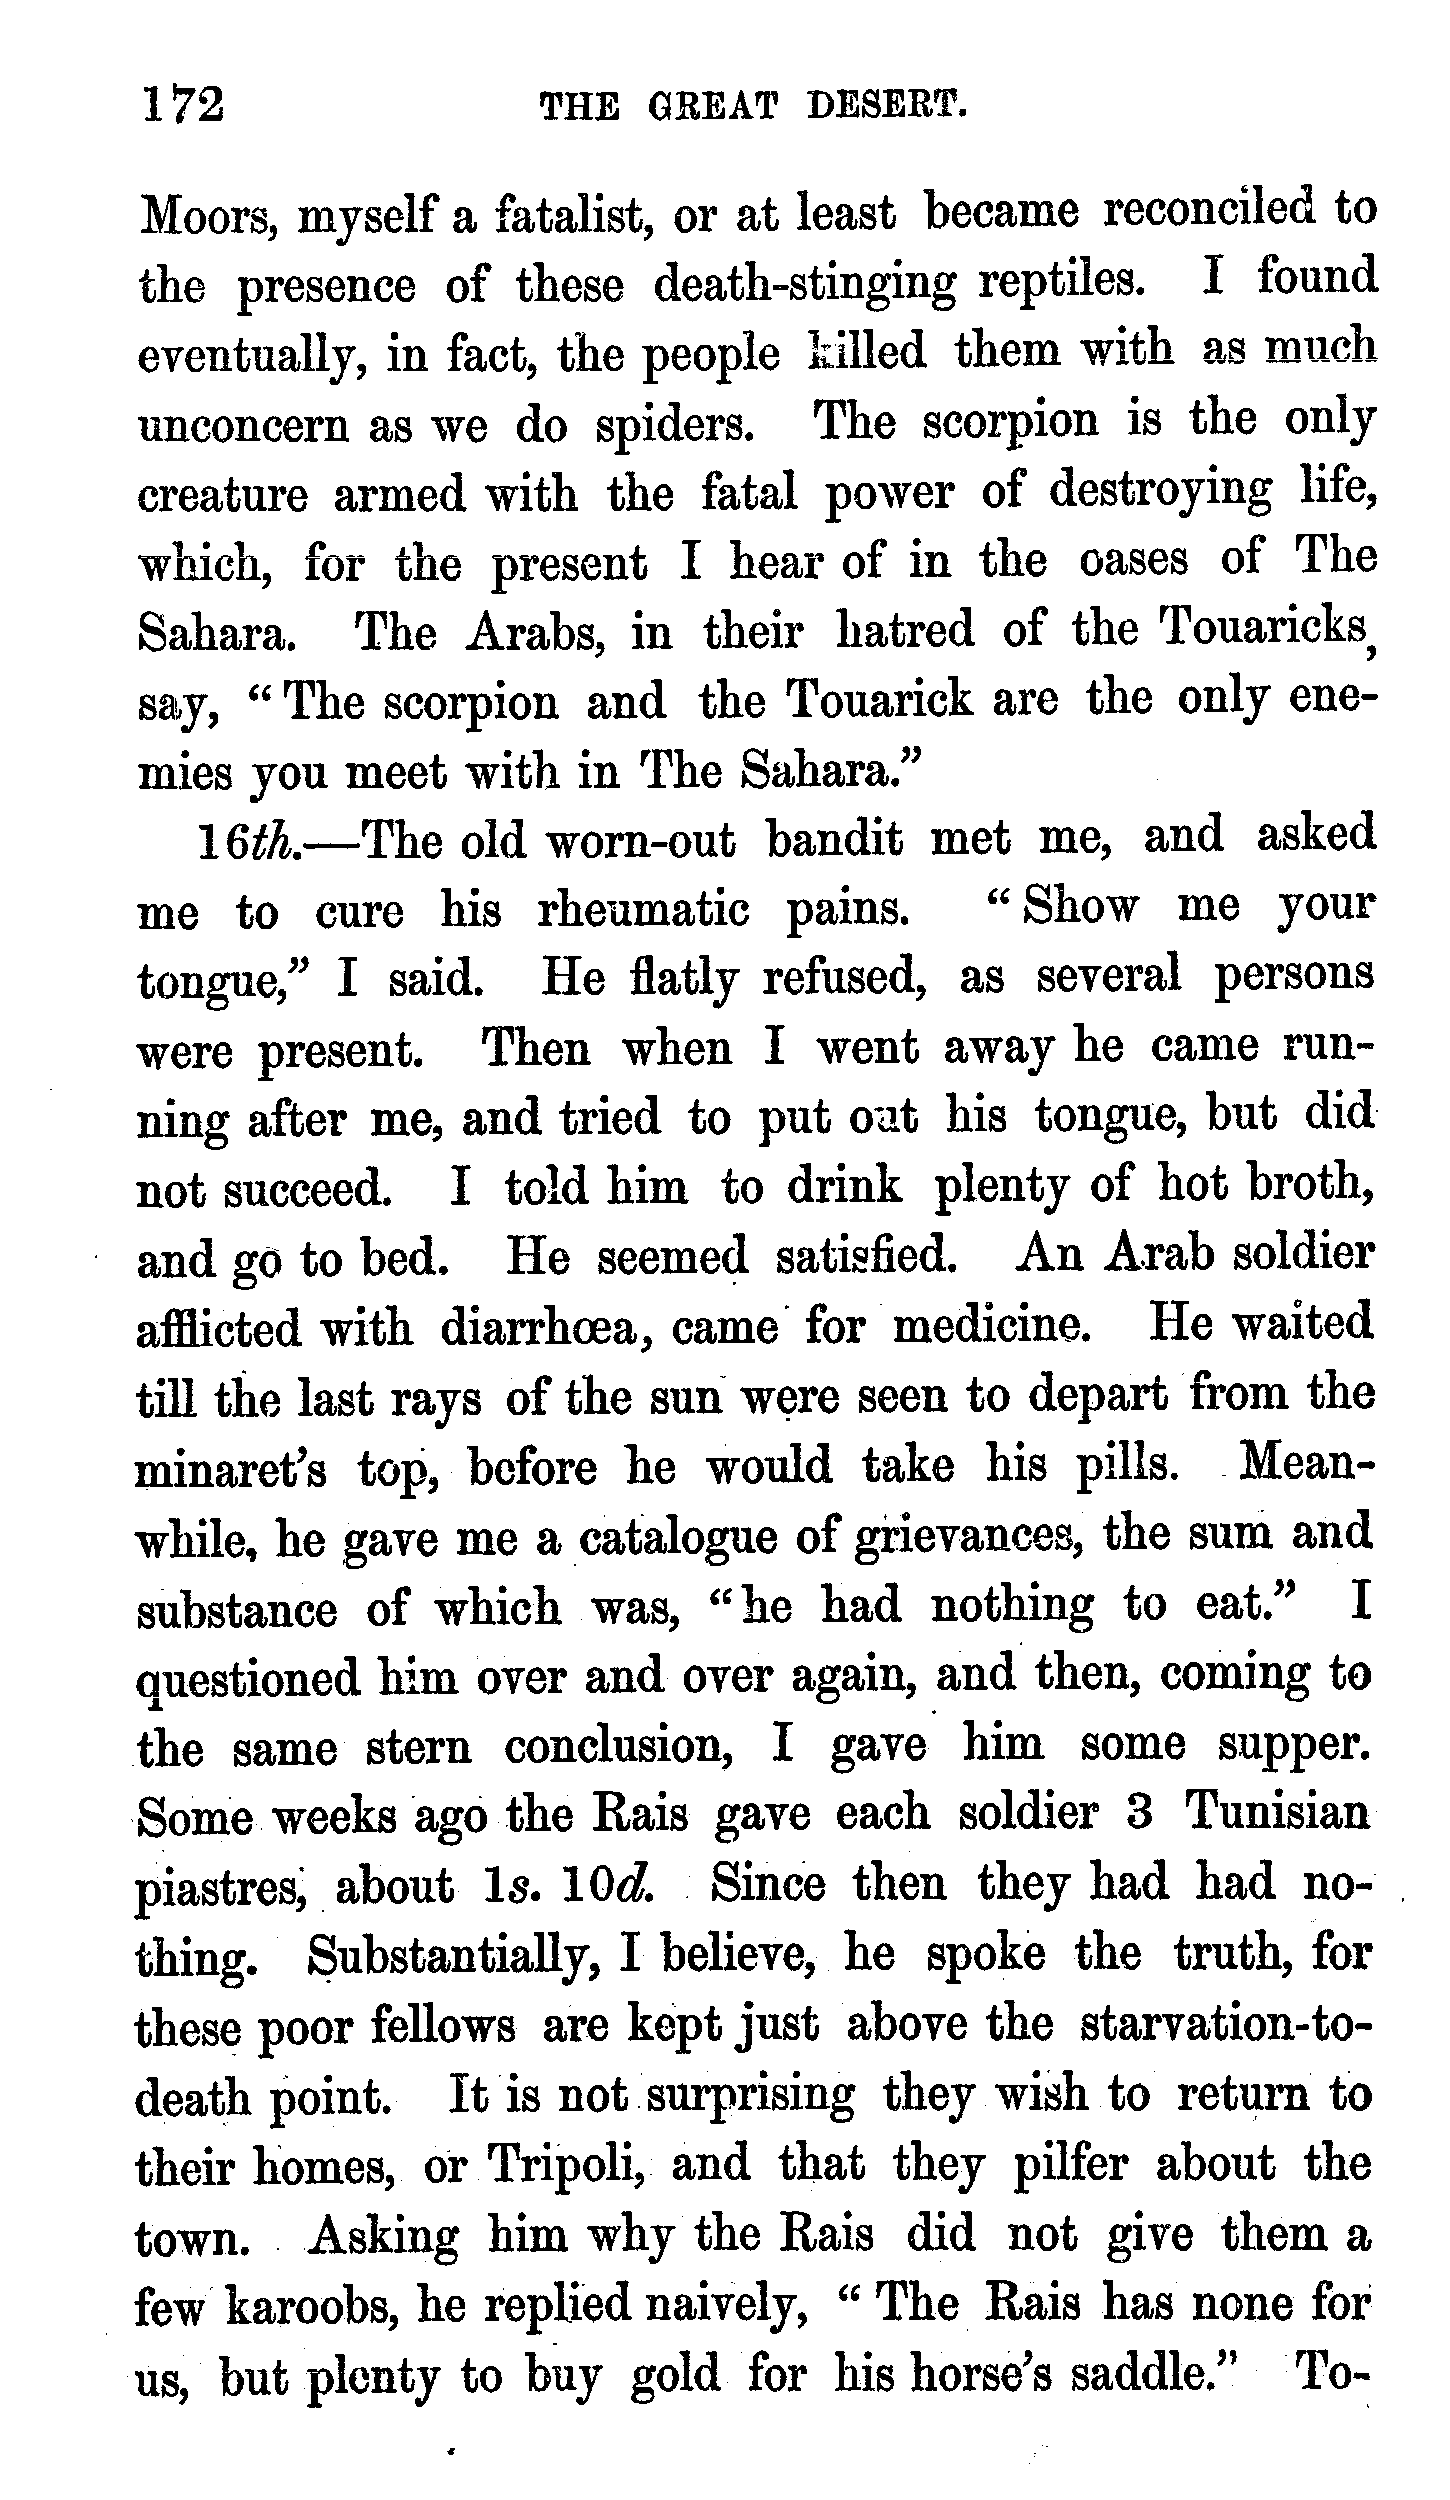 172 THE GREAT DESERT.
Moors, myself a fatalist, or at least became reconciled to
the presence of these death-stinging reptiles. I found
eventually, in fact, the people killed them with as much
unconcern as we do spiders. The scorpion is the only
creature armed with the fatal power of destroying life,
which, for the present I hear of in the oases of The
Sahara. The Arabs, in their hatred of the Touaricks,
say, “The scorpion and the Touarick are the only ene-
mies you meet with in The Sahara.”
16th.—The old worn-out bandit met me, and asked
me to cure his rheumatic pains. “Show me your
tongue,” I said. He flatly refused, as several persons
were present. Then when I went away he came run-
ning after me, and tried to put out his tongue, but did
not succeed. I told him to drink plenty of hot broth,
and go to bed. He seemed satisfied. An Arab soldier
afflicted with diarrhœa, came for medicine. He waited
till the last rays of the sun were seen to depart from the
minaret’s top, before he would take his pills. Mean-
while, he gave me a catalogue of grievances, the sum and
substance of which was, “he had nothing to eat.” I
questioned him over and over again, and then, coming to
the same stern conclusion, I gave him some supper.
Some weeks ago the Rais gave each soldier 3 Tunisian
piastres, about 1s. 10d. Since then they had had no-
thing. Substantially, I believe, he spoke the truth, for
these poor fellows are kept just above the starvation-to-
death point. It is not surprising they wish to return to
their homes, or Tripoli, and that they pilfer about the
town. Asking him why the Rais did not give them a
few karoobs, he replied naively, “The Rais has none for
us, but plenty to buy gold for his horse’s saddle.” To-